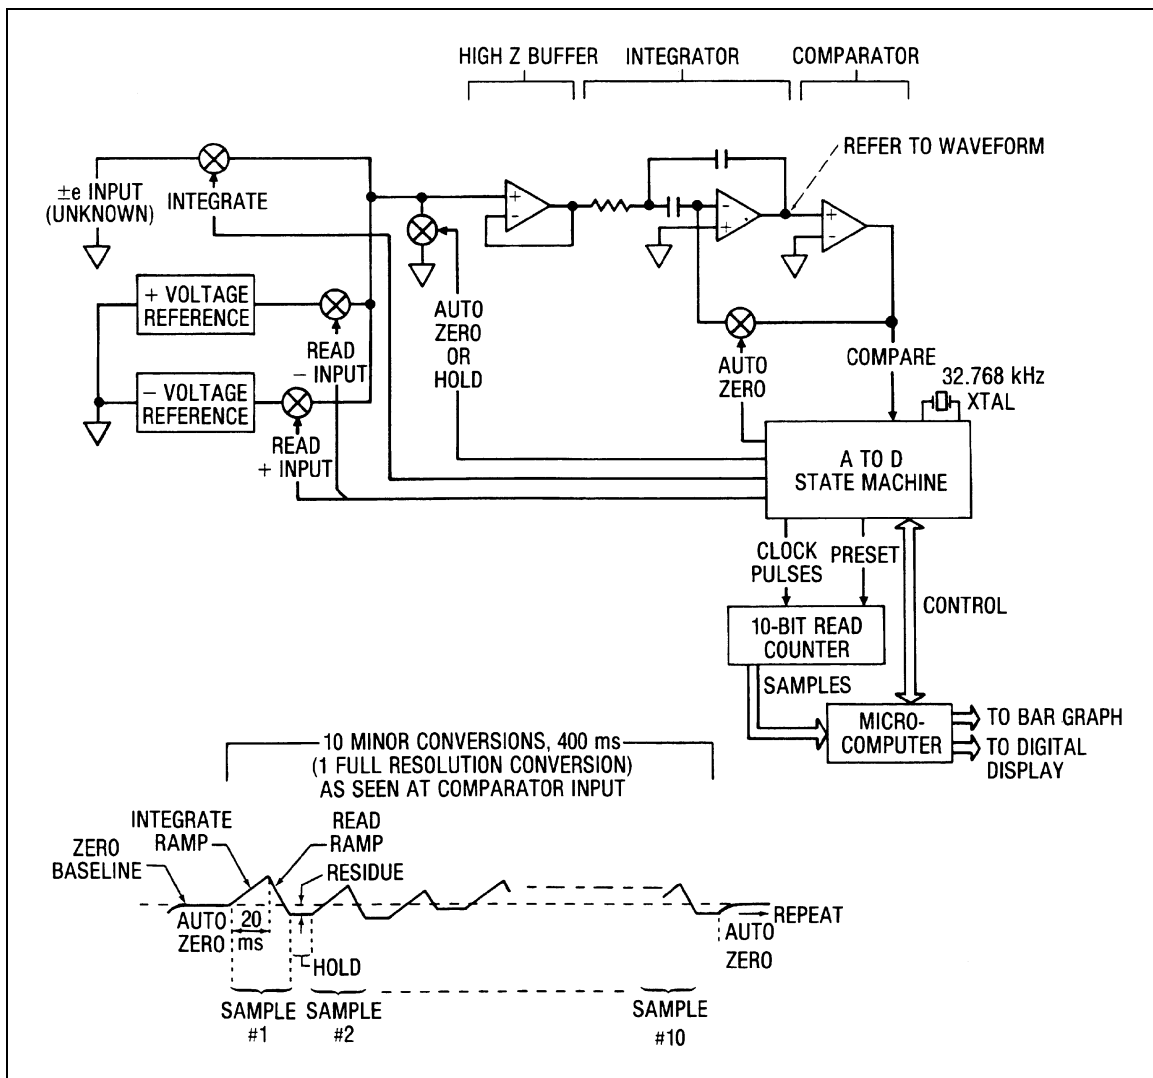 HIGH Z BUFFER
INTEGRATOR
COMPARATOR
REFER TO WAVEFORM
±e INPUT
(UNKNOWN)
INTEGRATE
+
-
-
+
+
-
+ VOLTAGE
REFERENCE
READ
- INPUT
AUTO
ZERO
OR
HOLD
AUTO
ZERO
COMPARE
32.768 kHz
XTAL
- VOLTAGE
REFERENCE
READ
+ INPUT
A TO D
STATE MACHINE
CLOCK
PULSES
PRESET
CONTROL
10-BIT READ
COUNTER
SAMPLES
MICRO-
COMPUTER
TO BAR GRAPH
TO DIGITAL
DISPLAY
10 MINOR CONVERSIONS, 400 ms
(1 FULL RESOLUTION CONVERSION)
AS SEEN AT COMPARATOR INPUT
INTEGRATE
RAMP
READ
RAMP
ZERO
BASELINE
RESIDUE
AUTO
ZERO
20
ms
HOLD
REPEAT
AUTO
ZERO
SAMPLE
#1
SAMPLE
#2
SAMPLE
#10